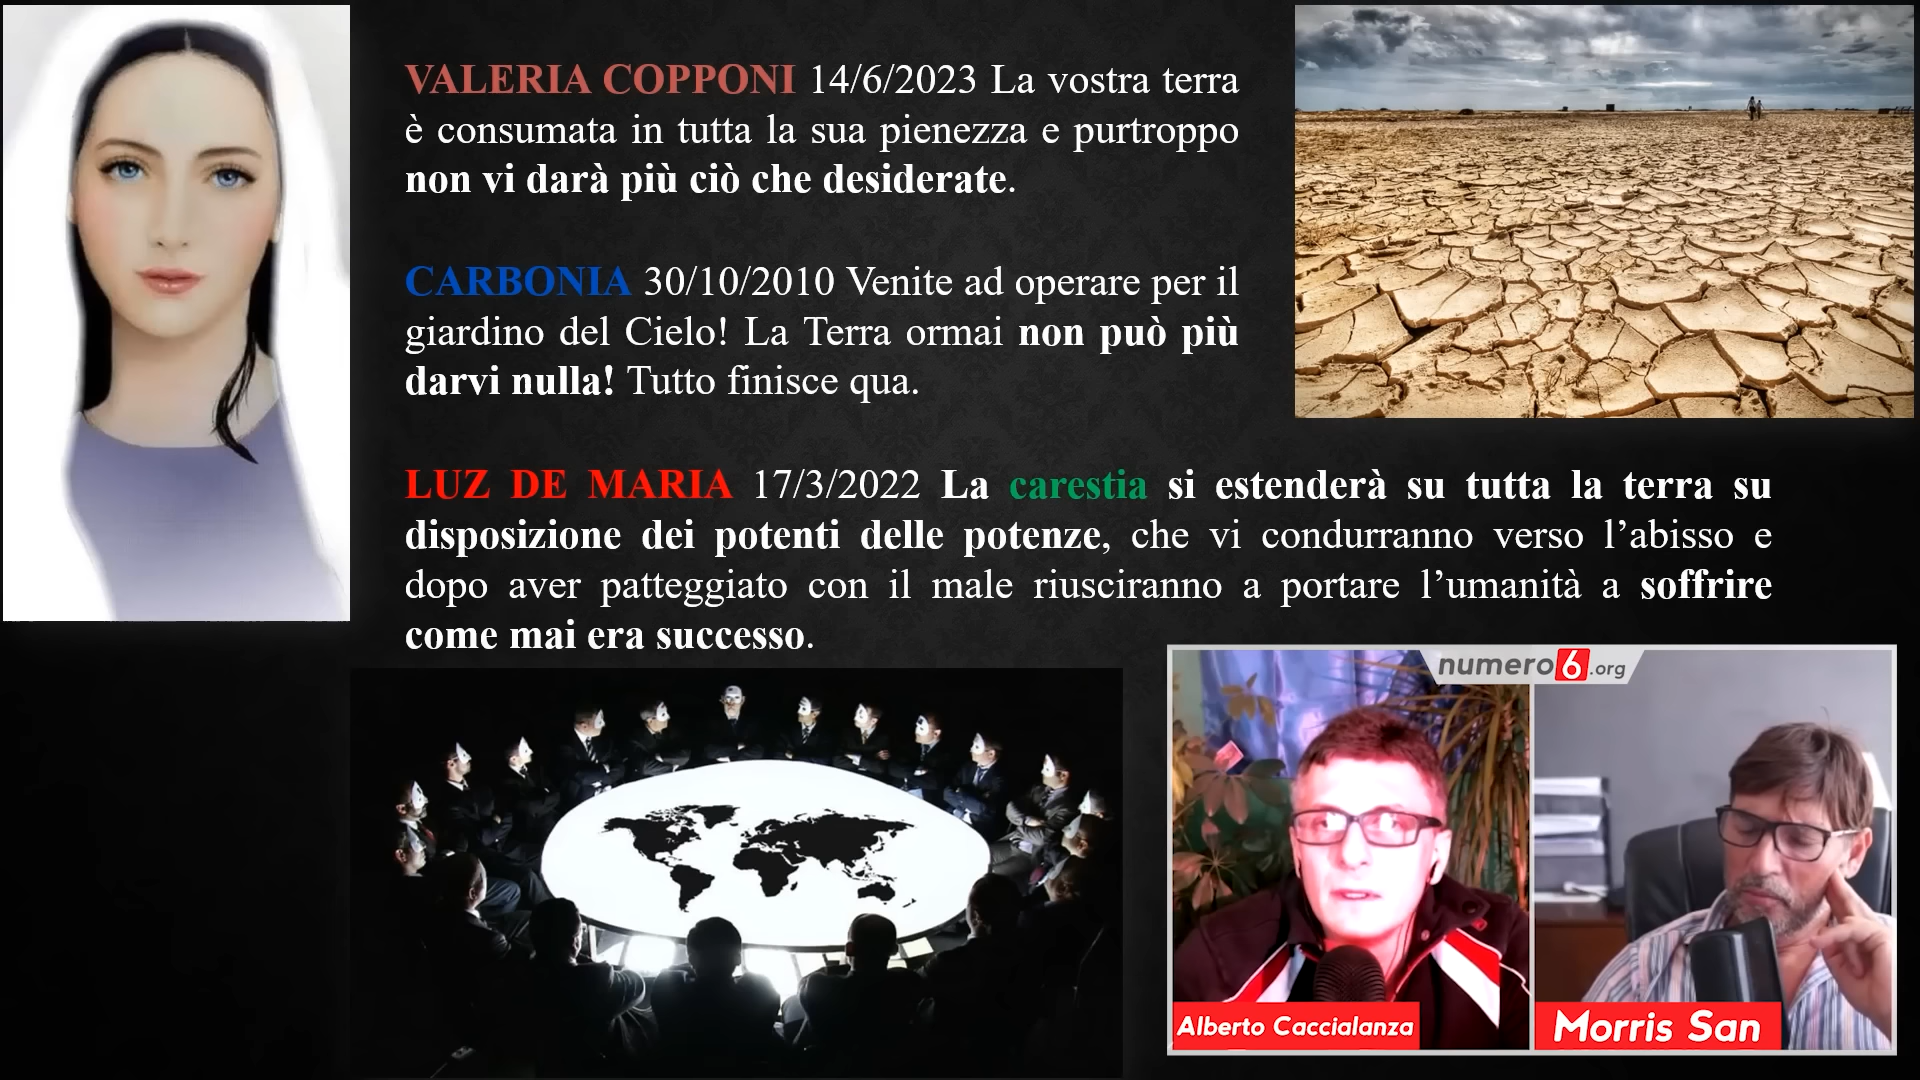 VALERIA COPPONI 14/6/2023 La vostra terra
è consumata in tutta la sua pienezza e purtroppo
non vi darà più ciò che desiderate.
CARBONIA 30/10/2010 Venite ad operare per il
giardino del Cielo! La Terra ormai non può più
darvi nulla! Tutto finisce qua.
LUZ DE MARIA 17/3/2022 La carestia si estenderà su tutta la terra su
disposizione dei potenti delle potenze, che vi condurranno verso l’abisso e
dopo aver patteggiato con il male riusciranno a portare l’umanità a soffrire
come mai era successo.
numero6.org
Alberto Caccialanza
Morris San